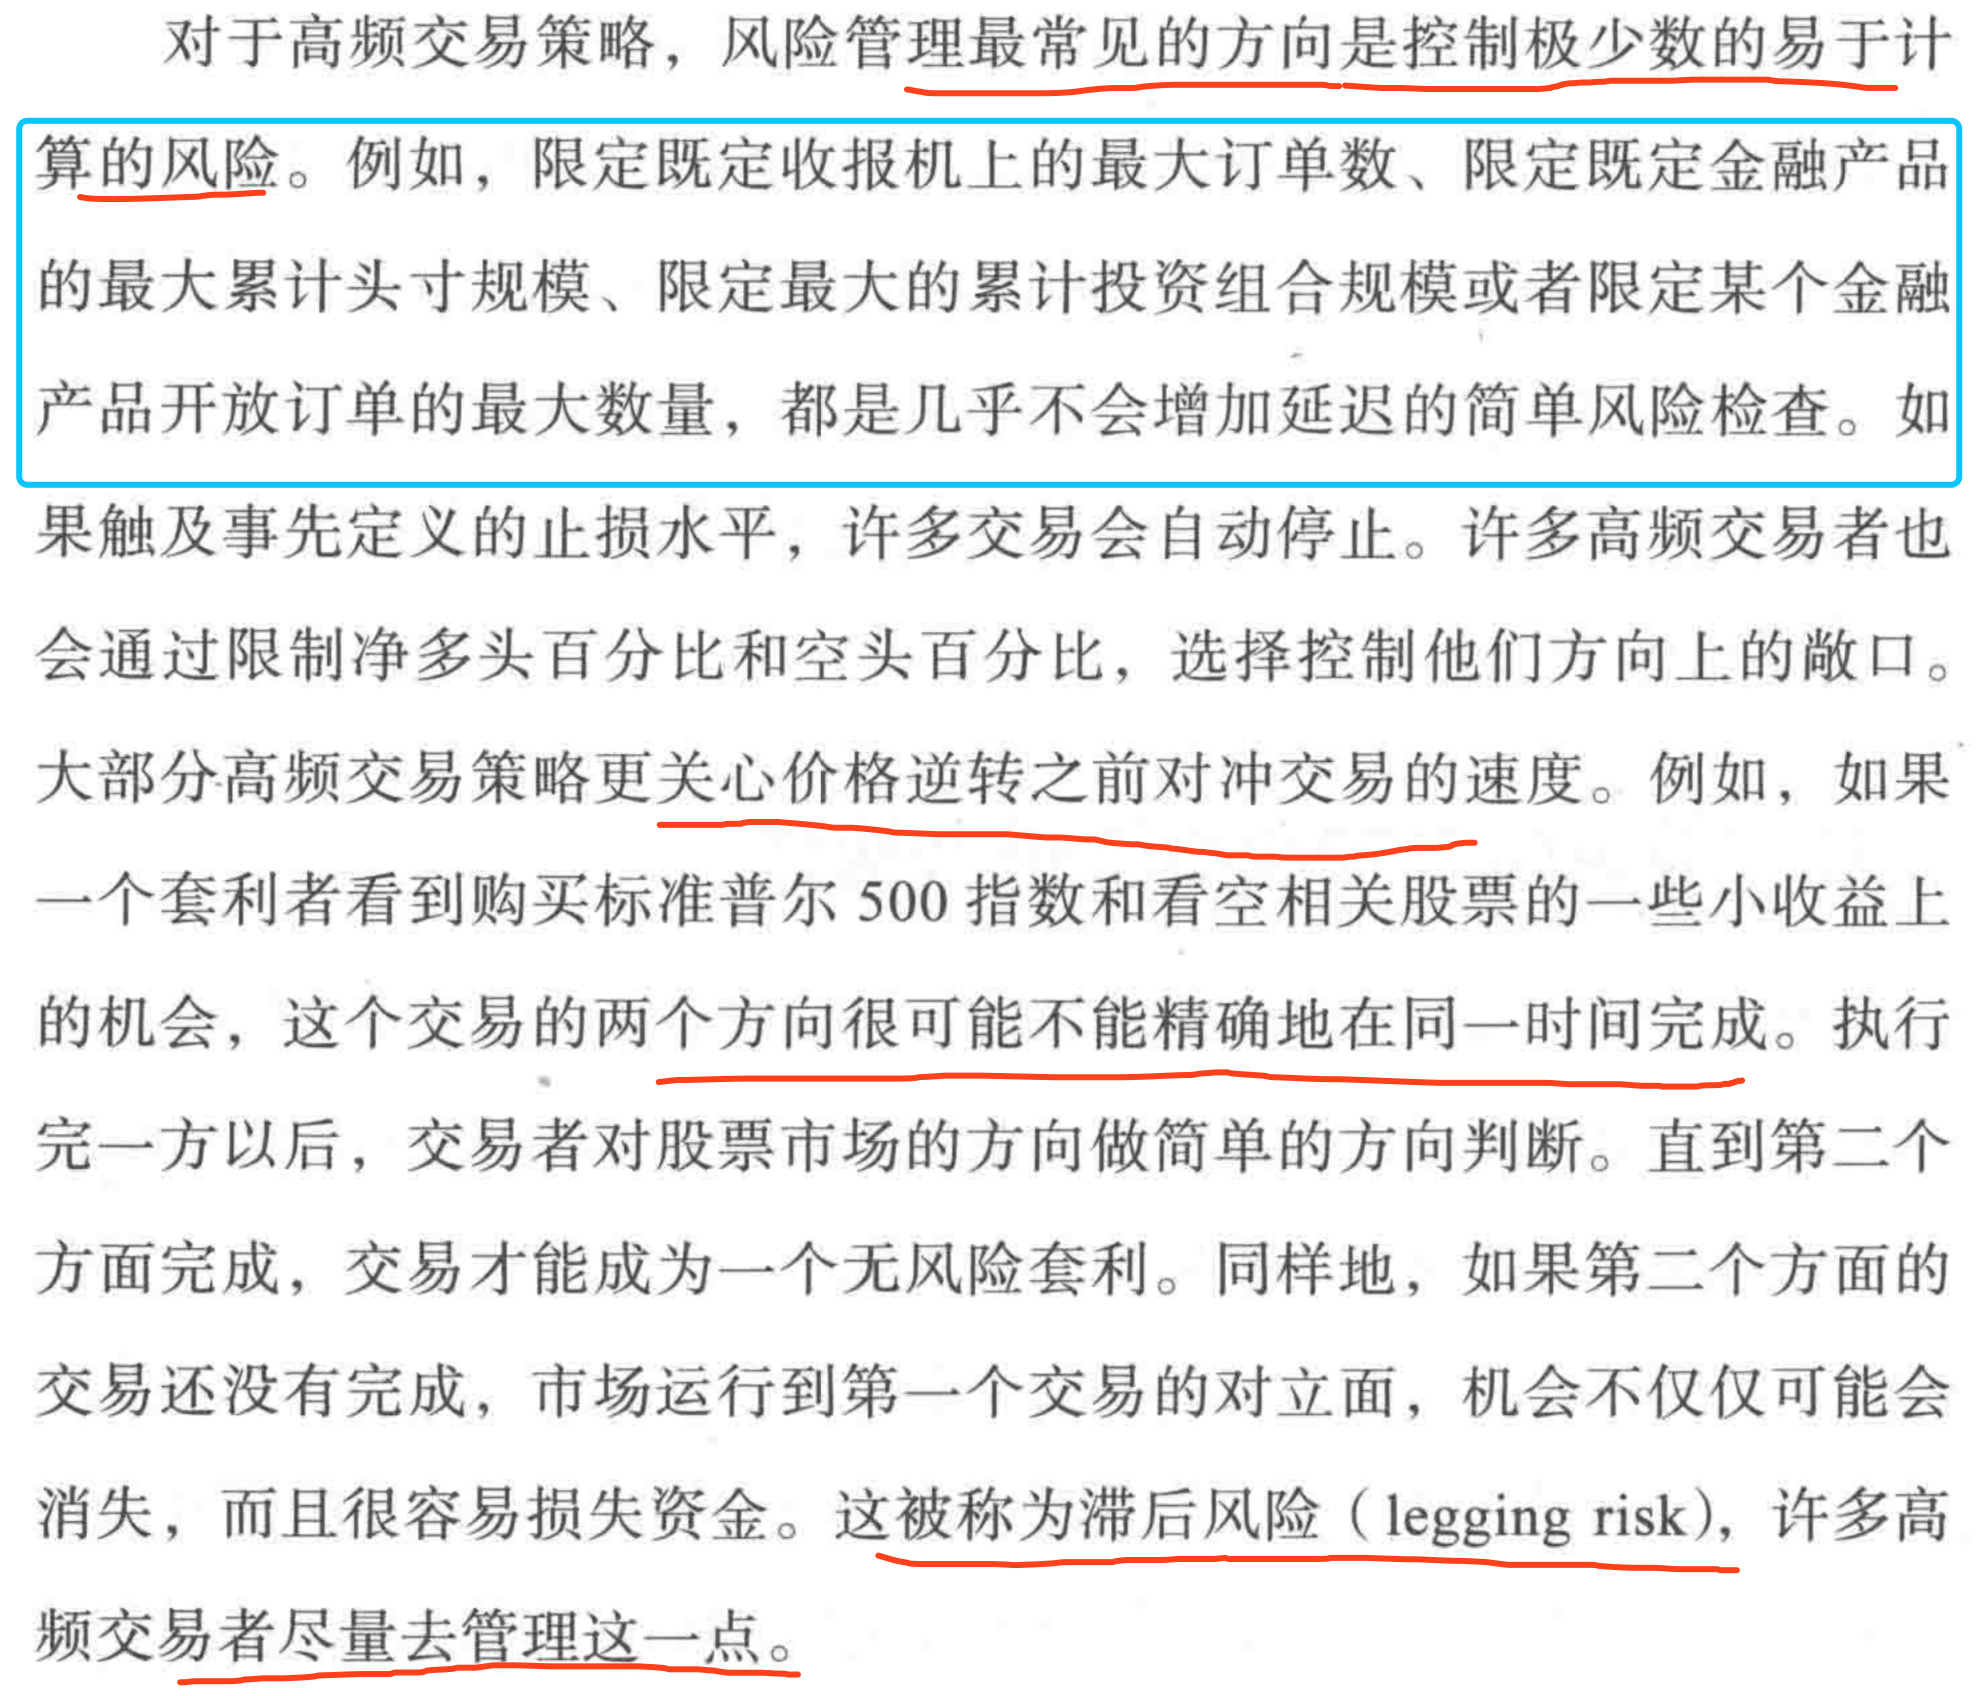 对于高频交易策略，风险管理最常见的方向是控制极少数的易于计
算的风险。例如，限定既定收报机上的最大订单数、限定既定金融产品
的最大累计头寸规模、限定最大的累计投资组合规模或者限定某个金融
产品开放订单的最大数量，都是几乎不会增加延迟的简单风险检查。如
果触及事先定义的止损水平，许多交易会自动停止。许多高频交易者也
会通过限制净多头百分比和空头百分比，选择控制他们方向上的敞口。
大部分高频交易策略更关心价格逆转之前对冲交易的速度。例如，如果
一个套利者看到购买标准普尔 500 指数和看空相关股票的一些小收益上
的机会，这个交易的两个方向很可能不能精确地在同一时间完成。执行
完一方以后，交易者对股票市场的方向做简单的方向判断。直到第二个
方面完成，交易才能成为一个无风险套利。同样地，如果第二个方面的
交易还没有完成，市场运行到第一个交易的对立面，机会不仅仅可能会
消失，而且很容易损失资金。这被称为滞后风险（legging risk），许多高
频交易者尽量去管理这一点。